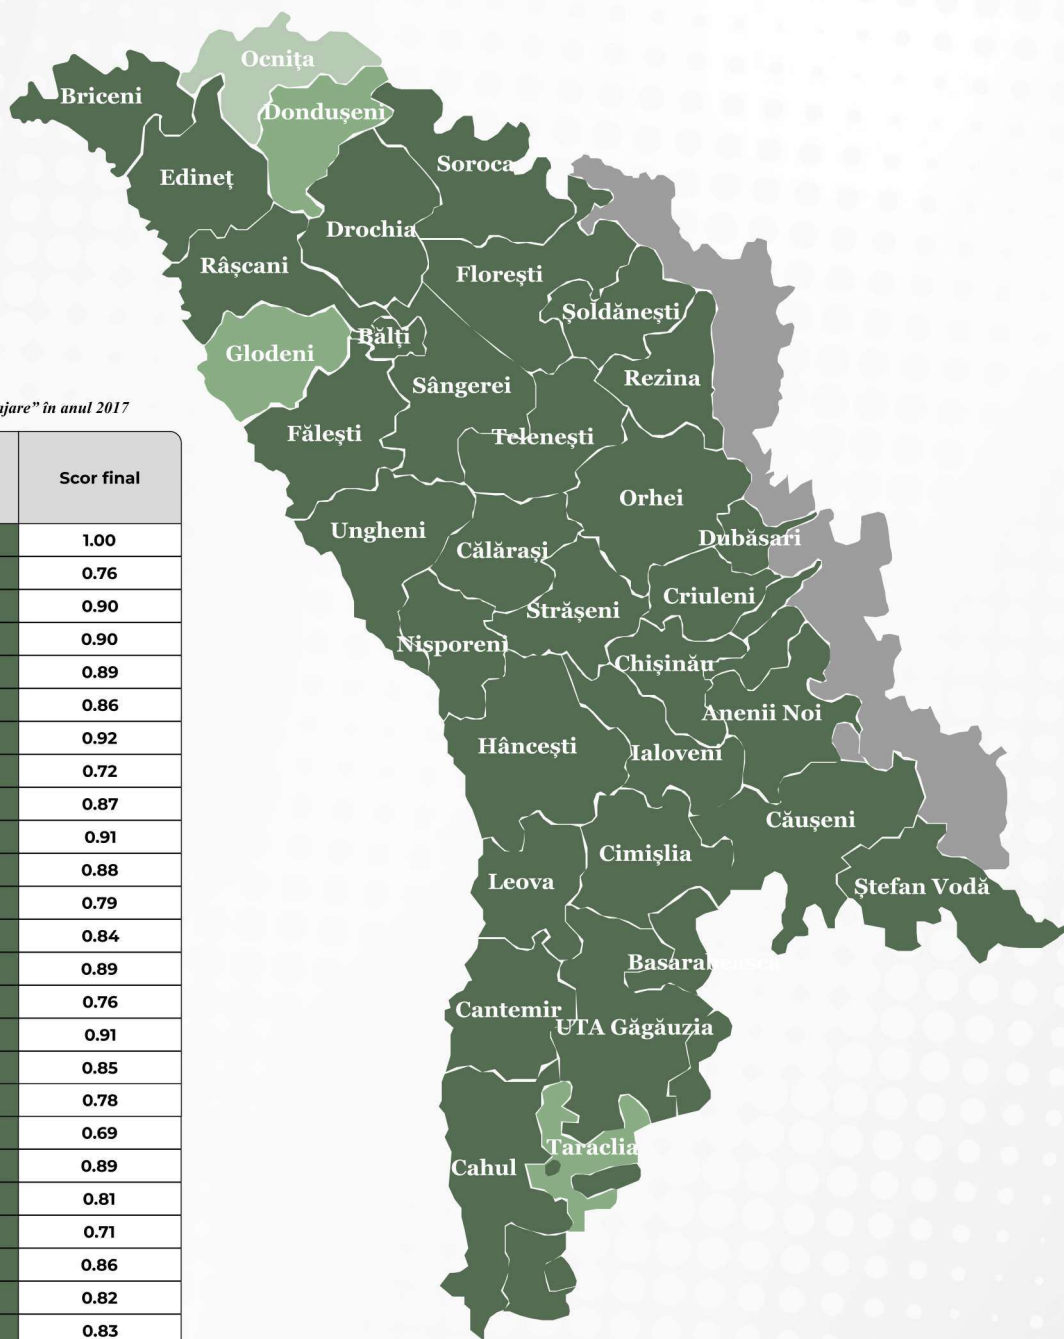 Ocnița
Briceni
Dondușeni
Soroca
Edineț
Drochia
Râșcani
Florești
Șoldănești
Bălți
Glodeni
Rezina
Sângerei
jare” în anul 2017
Fălești
Telenești
Scor final
Orhei
Ungheni
Dubăsari
1.00
Călărași
0.76
Criuleni
0.90
Strășeni
0.90
Nisporeni
Chișinău
0.89
0.86
Anenii Noi
0.92
Hâncești
Ialoveni
0.72
0.87
Căușeni
0.91
Cimișlia
0.88
Leova
Ștefan Vodă
0.79
0.84
Basarabească
0.89
0.76
Cantemir
UTA Găgăuzia
0.91
0.85
0.78
0.69
Taraclia
0.89
Cahul
0.81
0.71
0.86
0.82
0.83